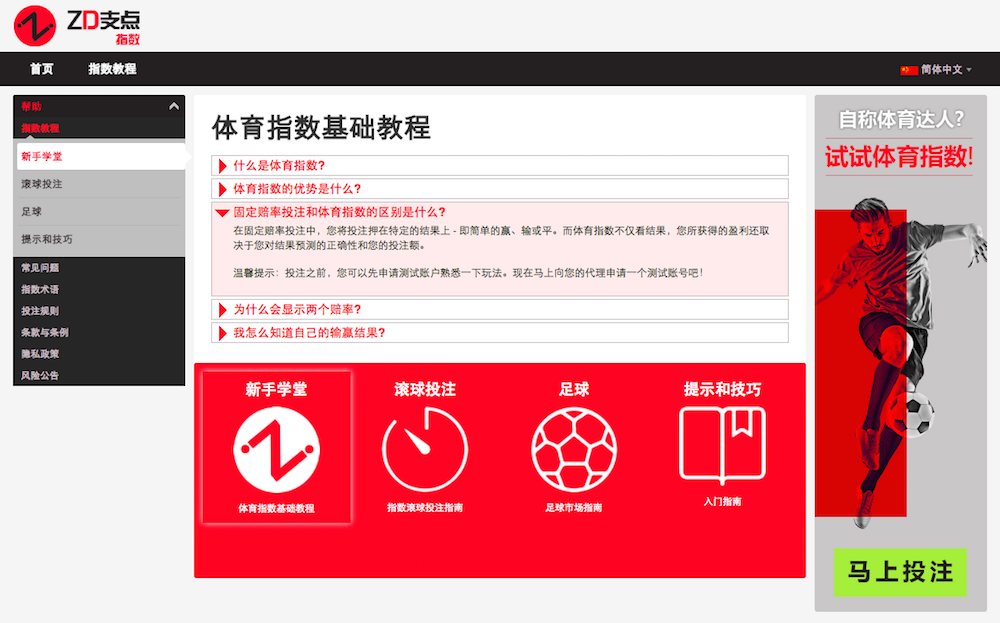 ZD支点
指数
首页
指数教程
简体中文
帮助
指数教程
新手学堂
滚球投注
足球
提示和技巧
常见问题
指数术语
投注规则
条款与条例
隐私政策
风险公告
体育指数基础教程
什么是体育指数?
体育指数的优势是什么?
固定赔率投注和体育指数的区别是什么?
在固定赔率投注中，您将投注押在特定的结果上 - 即简单的赢、输或平。而体育指数不仅看结果，您所获得的盈利还取
决于您对结果预测的正确性和您的投注额。
温馨提示：投注之前，您可以先申请测试账户熟悉一下玩法。现在马上向您的代理申请一个测试账号吧！
为什么会显示两个赔率?
我怎么知道自己的输赢结果?
新手学堂
体育指数基础教程
滚球投注
指数滚球投注指南
足球
足球市场指南
提示和技巧
入门指南
自称体育达人?
试试体育指数!
马上投注